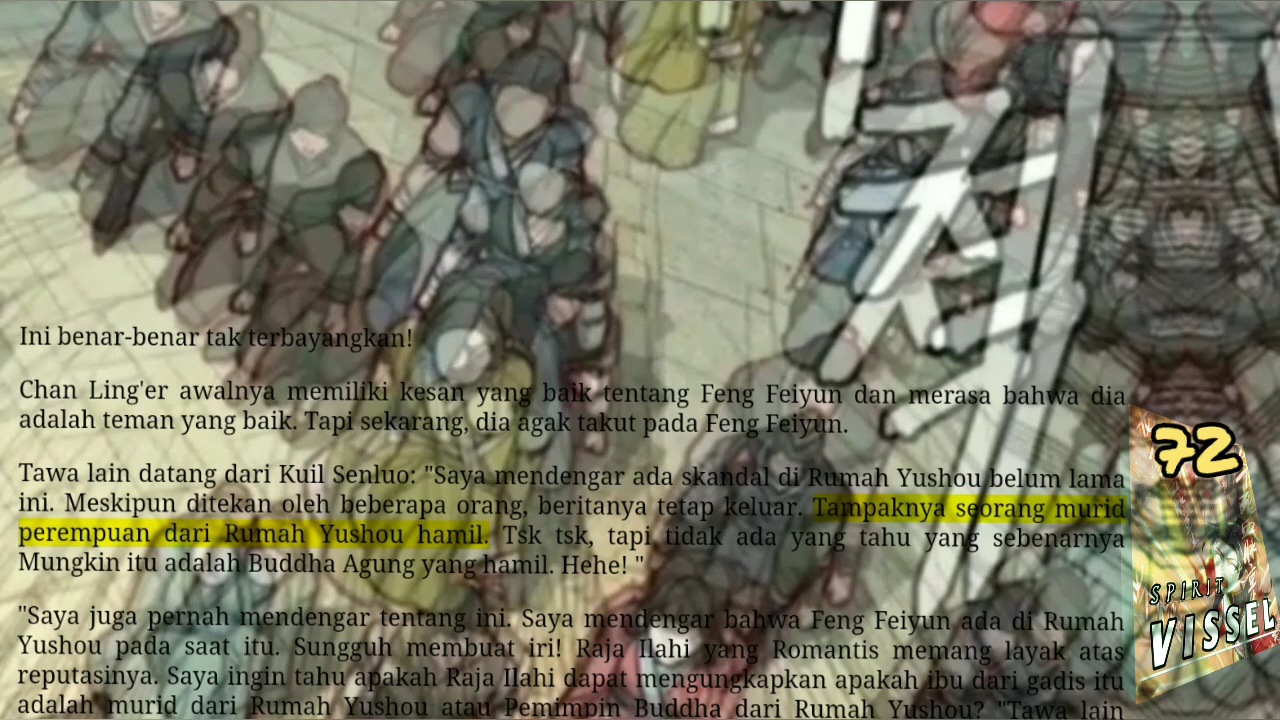 Ini benar-benar tak terbayangkan!
Chan Ling'er awalnya memiliki kesan yang baik tentang Feng Feiyun dan merasa bahwa dia
adalah teman yang baik. Tapi sekarang, dia agak takut pada Feng Feiyun.
Tawa lain datang dari Kuil Senluo: "Saya mendengar ada skandal di Rumah Yushou belum lama
ini. Meskipun ditekan oleh beberapa orang, beritanya tetap keluar. Tampaknya seorang murid
perempuan dari Rumah Yushou hamil. Tsk tsk, tapi tidak ada yang tahu yang sebenarnya
Mungkin itu adalah Buddha Agung yang hamil. Hehe! "
"Saya juga pernah mendengar tentang ini. Saya mendengar bahwa Feng Feiyun ada di Rumah
Yushou pada saat itu. Sungguh membuat iri! Raja Ilahi yang Romantis memang layak atas
reputasinya. Saya ingin tahu apakah Raja Ilahi dapat mengungkapkan apakah ibu dari gadis itu
adalah murid dari Rumah Yushou atau Pemimpin Buddha dari Rumah Yushou? "Tawa lain
72
SPIRIT
VISSEL